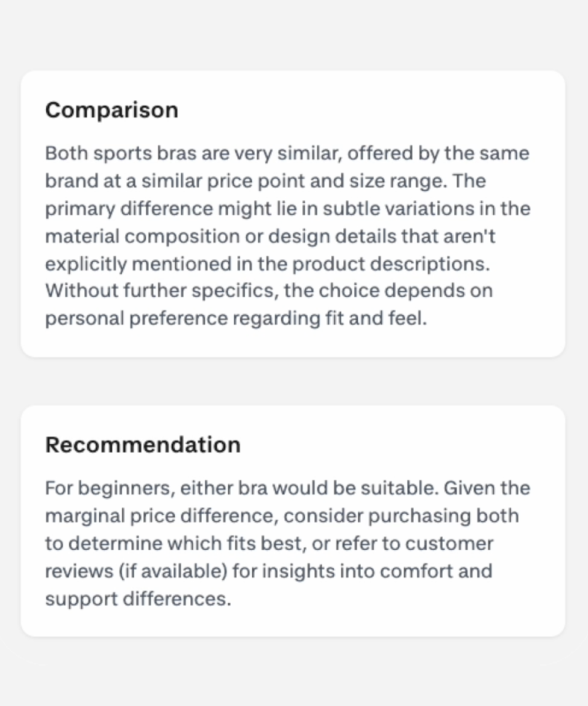 Comparison
Both sports bras are very similar, offered by the same
brand at a similar price point and size range. The
primary difference might lie in subtle variations in the
material composition or design details that aren't
explicitly mentioned in the product descriptions.
Without further specifics, the choice depends on
personal preference regarding fit and feel.
Recommendation
For beginners, either bra would be suitable. Given the
marginal price difference, consider purchasing both
to determine which fits best, or refer to customer
reviews (if available) for insights into comfort and
support differences.